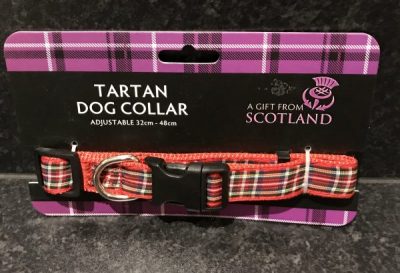 TARTAN
DOG COLLAR
ADJUSTABLE 32cm - 48cm
A GIFT FROM
SCOTLAND